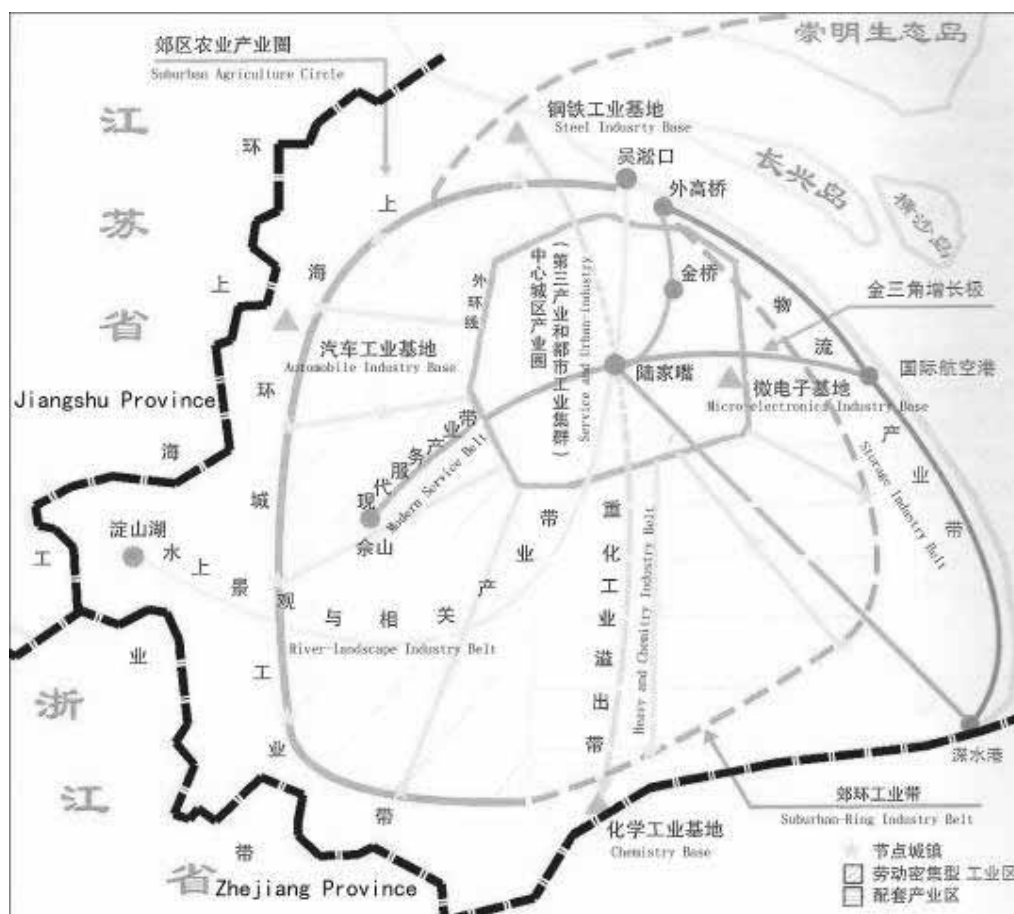 郊区农业产业圈
Suburban Agriculture Circle
崇明生态岛
钢铁工业基地
Steel Indusrty Base
吴淞口
外高桥
长兴岛
横沙岛
江苏省
Jiangshu Province
上海环城工业带
环上海工业带
外环线
中心城区产业园
(第三产业和都市工业集群)
Service and Urban-inpustry
金桥
金三角增长极
物流产业带
Storage Industry Belt
国际航空港
汽车工业基地
Automobile Industry Base
陆家嘴
微电子基地
Micro-electronics Industry Base
现代服务产业带
Modern Service Belt
佘山
淀山湖
水上景观与相关产业带
River-landscape Industry Belt
重化工业溢出带
Heavy and Chemitry Industry Belt
深水港
郊环工业带
Suburban-Ring Industry Belt
化学工业基地
Chemistry Base
浙江省
Zhejiang Province
节点城镇
劳动密集型 工业区
配套产业区